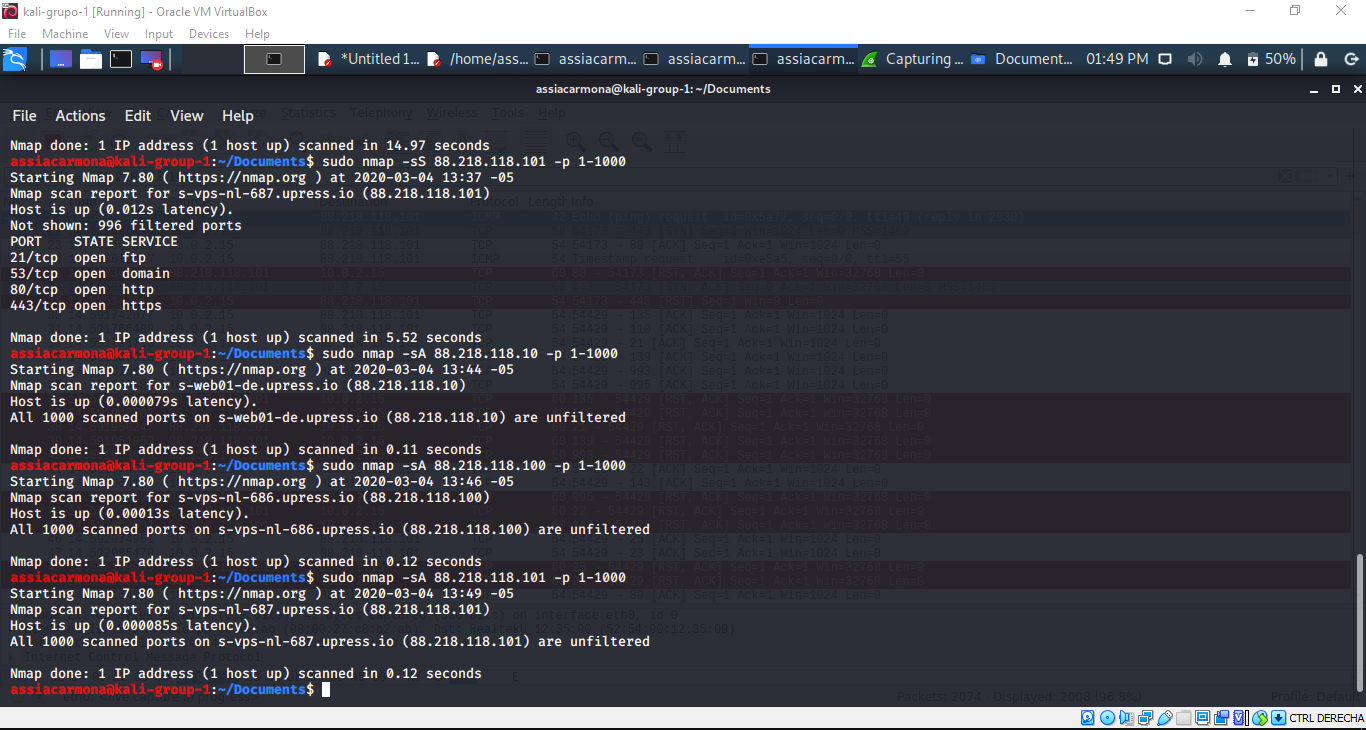 kali-grupo-1 [Running] - Oracle VM VirtualBox
File Machine View Input Devices Help
*Untitled 1... /home/ass... assiacarm... assiacarm... assiacarm... Capturing ... Document... 01:49 PM 50%
assiacarmona@kali-group-1: ~/Documents
File Actions Edit View Help
Statistics Telephony Wireless Tools Help
Nmap done: 1 IP address (1 host up) scanned in 14.97 seconds
assiacarmona@kali-group-1:~/Documents$ sudo nmap -sS 88.218.118.101 -p 1-1000
Starting Nmap 7.80 ( https://nmap.org ) at 2020-03-04 13:37 -05
Nmap scan report for s-vps-nl-687.upress.io (88.218.118.101)
Host is up (0.012s latency).
Not shown: 996 filtered ports
PORT STATE SERVICE
21/tcp open ftp
53/tcp open domain
80/tcp open http
443/tcp open https
Nmap done: 1 IP address (1 host up) scanned in 5.52 seconds
assiacarmona@kali-group-1:~/Documents$ sudo nmap -sA 88.218.118.10 -p 1-1000
Starting Nmap 7.80 ( https://nmap.org ) at 2020-03-04 13:44 -05
Nmap scan report for s-web01-de.upress.io (88.218.118.10)
Host is up (0.000079s latency).
All 1000 scanned ports on s-web01-de.upress.io (88.218.118.10) are unfiltered
Nmap done: 1 IP address (1 host up) scanned in 0.11 seconds
assiacarmona@kali-group-1:~/Documents$ sudo nmap -sA 88.218.118.100 -p 1-1000
Starting Nmap 7.80 ( https://nmap.org ) at 2020-03-04 13:46 -05
Nmap scan report for s-vps-nl-686.upress.io (88.218.118.100)
Host is up (0.00013s latency).
All 1000 scanned ports on s-vps-nl-686.upress.io (88.218.118.100) are unfiltered
Nmap done: 1 IP address (1 host up) scanned in 0.12 seconds
assiacarmona@kali-group-1:~/Documents$ sudo nmap -sA 88.218.118.101 -p 1-1000
Starting Nmap 7.80 ( https://nmap.org ) at 2020-03-04 13:49 -05
Nmap scan report for s-vps-nl-687.upress.io (88.218.118.101)
Host is up (0.000085s latency).
All 1000 scanned ports on s-vps-nl-687.upress.io (88.218.118.101) are unfiltered
Internet Control Message Protocol
Nmap done: 1 IP address (1 host up) scanned in 0.12 seconds
assiacarmona@kali-group-1:~/Documents$
Packets: 2074 Displayed: 2008 (96.8%) Profile: Defau
CTRL DERECHA